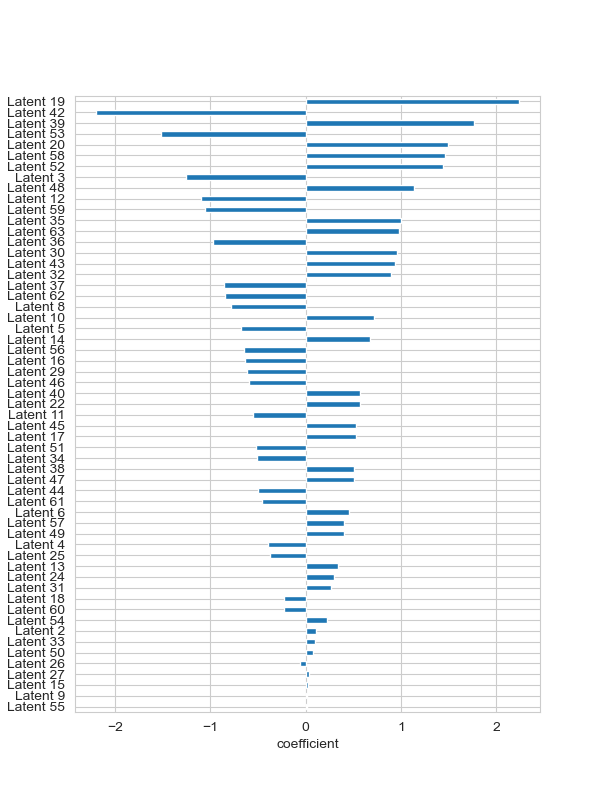 Latent 19
Latent 42
Latent 39
Latent 53
Latent 20
Latent 58
Latent 52
Latent 3
Latent 48
Latent 12
Latent 59
Latent 35
Latent 63
Latent 36
Latent 30
Latent 43
Latent 32
Latent 37
Latent 62
Latent 8
Latent 10
Latent 5
Latent 14
Latent 56
Latent 16
Latent 29
Latent 46
Latent 40
Latent 22
Latent 11
Latent 45
Latent 17
Latent 51
Latent 34
Latent 38
Latent 47
Latent 44
Latent 61
Latent 6
Latent 57
Latent 49
Latent 4
Latent 25
Latent 13
Latent 24
Latent 31
Latent 18
Latent 60
Latent 54
Latent 2
Latent 33
Latent 50
Latent 26
Latent 27
Latent 15
Latent 9
Latent 55
−2 −1 0 1 2
coefficient